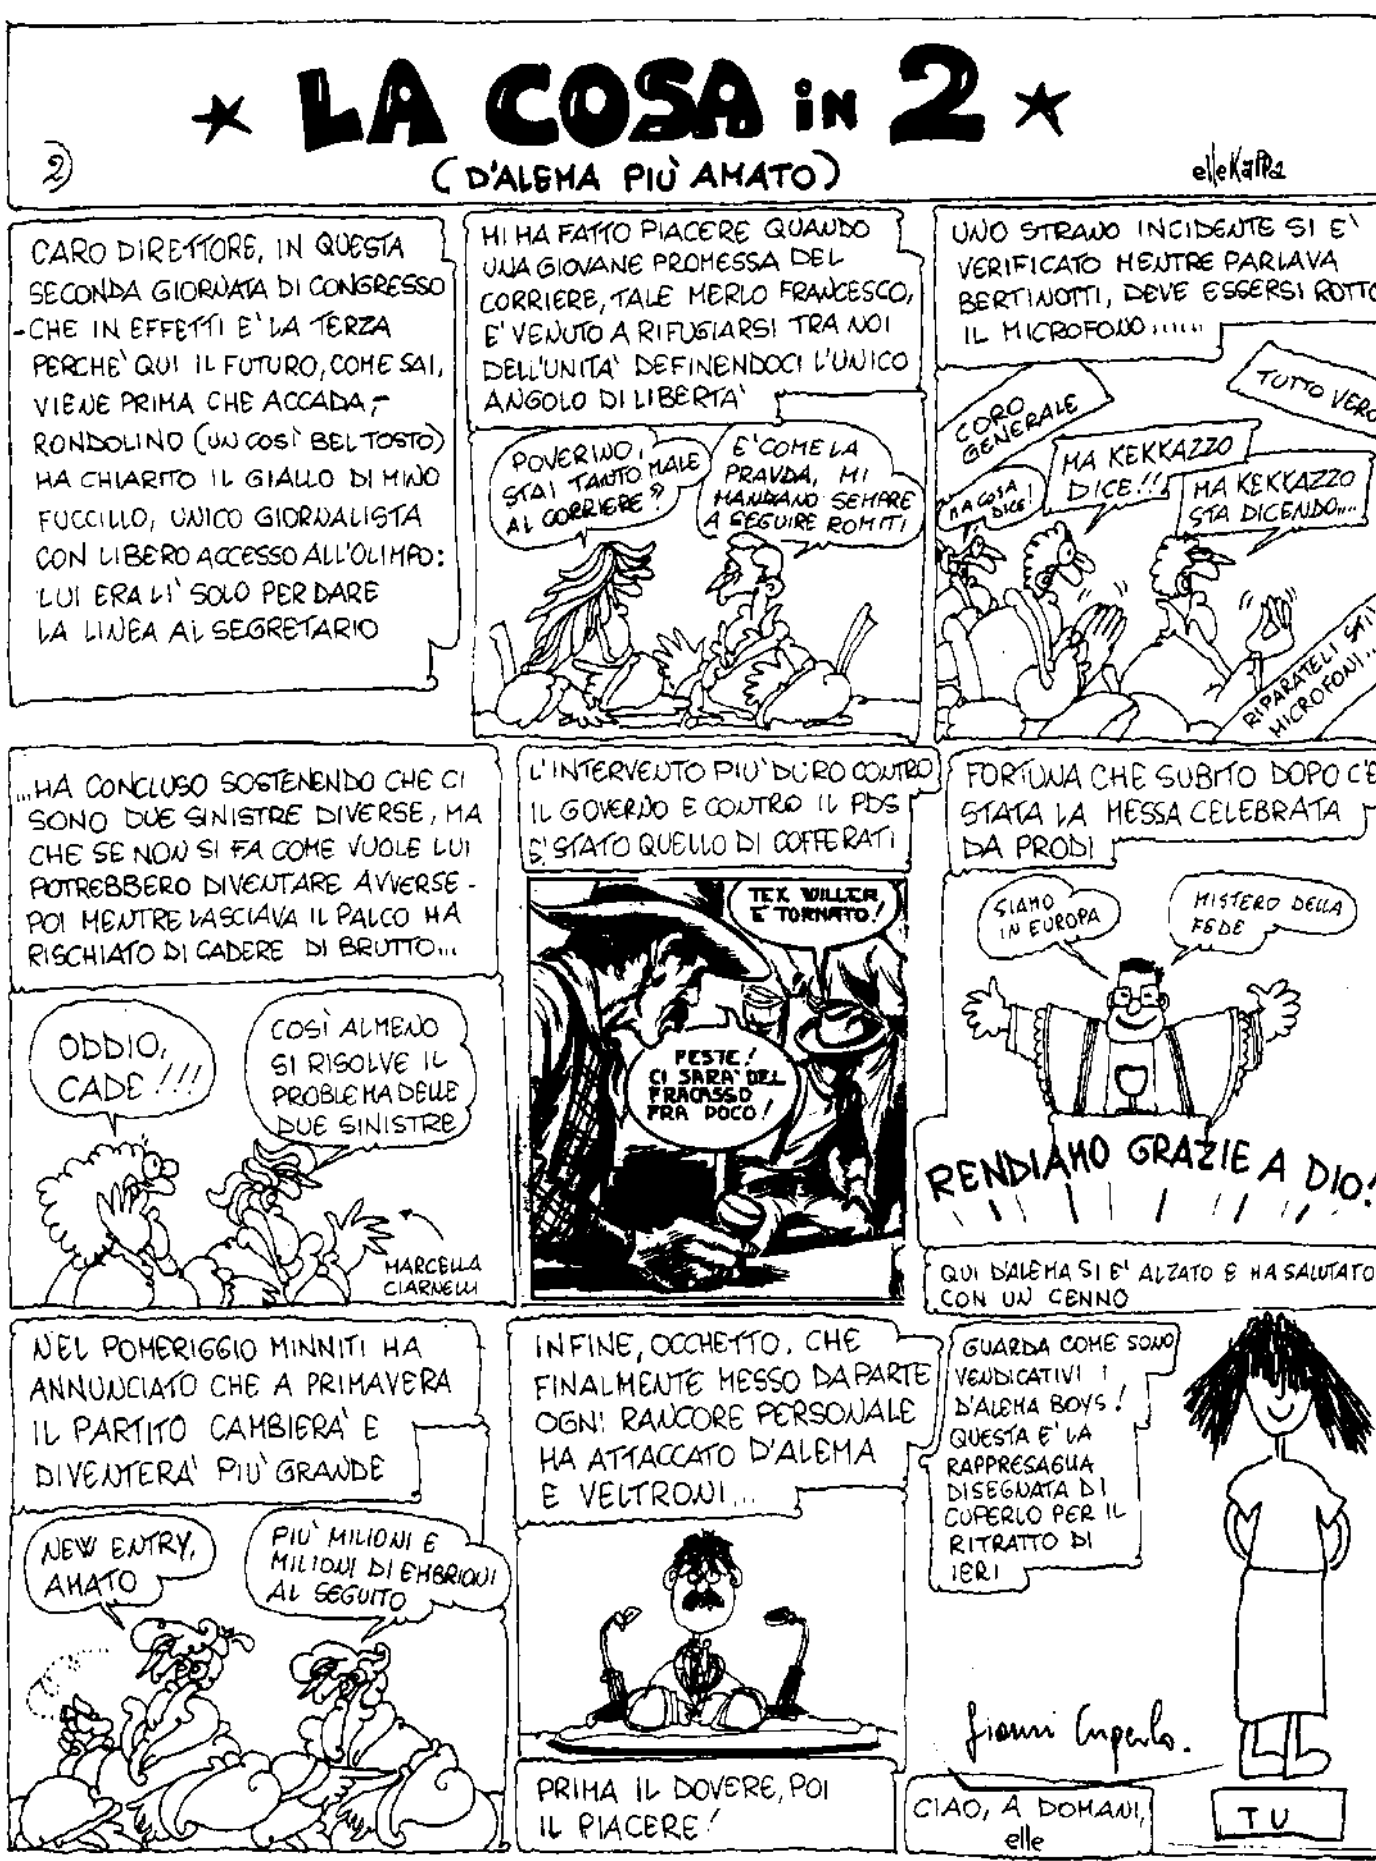 ★ LA COSA in 2 ★
2)
(D'ALEMA PIÙ AMATO)
elleKappa
CARO DIRETTORE, IN QUESTA
SECONDA GIORNATA DI CONGRESSO
-CHE IN EFFETTI E' LA TERZA
PERCHE' QUI IL FUTURO, COME SAI,
VIENE PRIMA CHE ACCADA,-
RONDOLINO (UN COSÌ BEL TOSTO)
HA CHIARITO IL GIALLO DI MINO
FUCCILLO, UNICO GIORNALISTA
CON LIBERO ACCESSO ALL'OLIMPO:
LUI ERA LI' SOLO PER DARE
LA LINEA AL SEGRETARIO
MI HA FATTO PIACERE QUANDO
UNA GIOVANE PROMESSA DEL
CORRIERE, TALE MERLO FRANCESCO,
E' VENUTO A RIFUGIARSI TRA NOI
DELL'UNITA' DEFINENDOCI L'UNICO
ANGOLO DI LIBERTA'
POVERINO,
STAI TANTO MALE
AL CORRIERE?
E' COME LA
PRAVDA, MI
MANDANO SEMPRE
A SEGUIRE ROMITI
UNO STRANO INCIDENTE SI E'
VERIFICATO MENTRE PARLAVA
BERTINOTTI, DEVE ESSERSI ROTTO
IL MICROFONO......
CORO
GENERALE
TUTTO VERO
MA COSA
DICE!
MA KEKKAZZO
DICE!!!
MA KEKKAZZO
STA DICENDO....
RIPARATELI STI
MICROFONI...
...HA CONCLUSO SOSTENENDO CHE CI
SONO DUE SINISTRE DIVERSE, MA
CHE SE NON SI FA COME VUOLE LUI
POTREBBERO DIVENTARE AVVERSE-
POI MENTRE LASCIAVA IL PALCO HA
RISCHIATO DI CADERE DI BRUTTO...
ODDIO,
CADE!!!
COSÌ ALMENO
SI RISOLVE IL
PROBLEMA DELLE
DUE SINISTRE
MARCELLA
CIARNELLI
L'INTERVENTO PIU' DURO CONTRO
IL GOVERNO E CONTRO IL PDS
E' STATO QUELLO DI COFFERATI
TEX WILLER
E' TORNATO!
PESTE!
CI SARA' DEL
FRACASSO
FRA POCO!
FORTUNA CHE SUBITO DOPO C'E'
STATA LA MESSA CELEBRATA
DA PRODI
SIAMO
IN EUROPA
MISTERO DELLA
FEDE
RENDIAMO GRAZIE A DIO!
QUI D'ALEMA SI E' ALZATO E HA SALUTATO
CON UN CENNO
NEL POMERIGGIO MINNITI HA
ANNUNCIATO CHE A PRIMAVERA
IL PARTITO CAMBIERA' E
DIVENTERA' PIU' GRANDE
NEW ENTRY,
AMATO
PIU' MILIONI E
MILIONI DI EMBRIONI
AL SEGUITO
INFINE, OCCHETTO. CHE
FINALMENTE MESSO DA PARTE
OGNI RANCORE PERSONALE
HA ATTACCATO D'ALEMA
E VELTRONI...
PRIMA IL DOVERE, POI
IL PIACERE!
GUARDA COME SONO
VENDICATIVI I
D'ALEMA BOYS!
QUESTA E' LA
RAPPRESAGLIA
DISEGNATA DI
CUPERLO PER IL
RITRATTO DI
IERI
Gianni Cuperlo.
CIAO, A DOMANI,
elle
TU